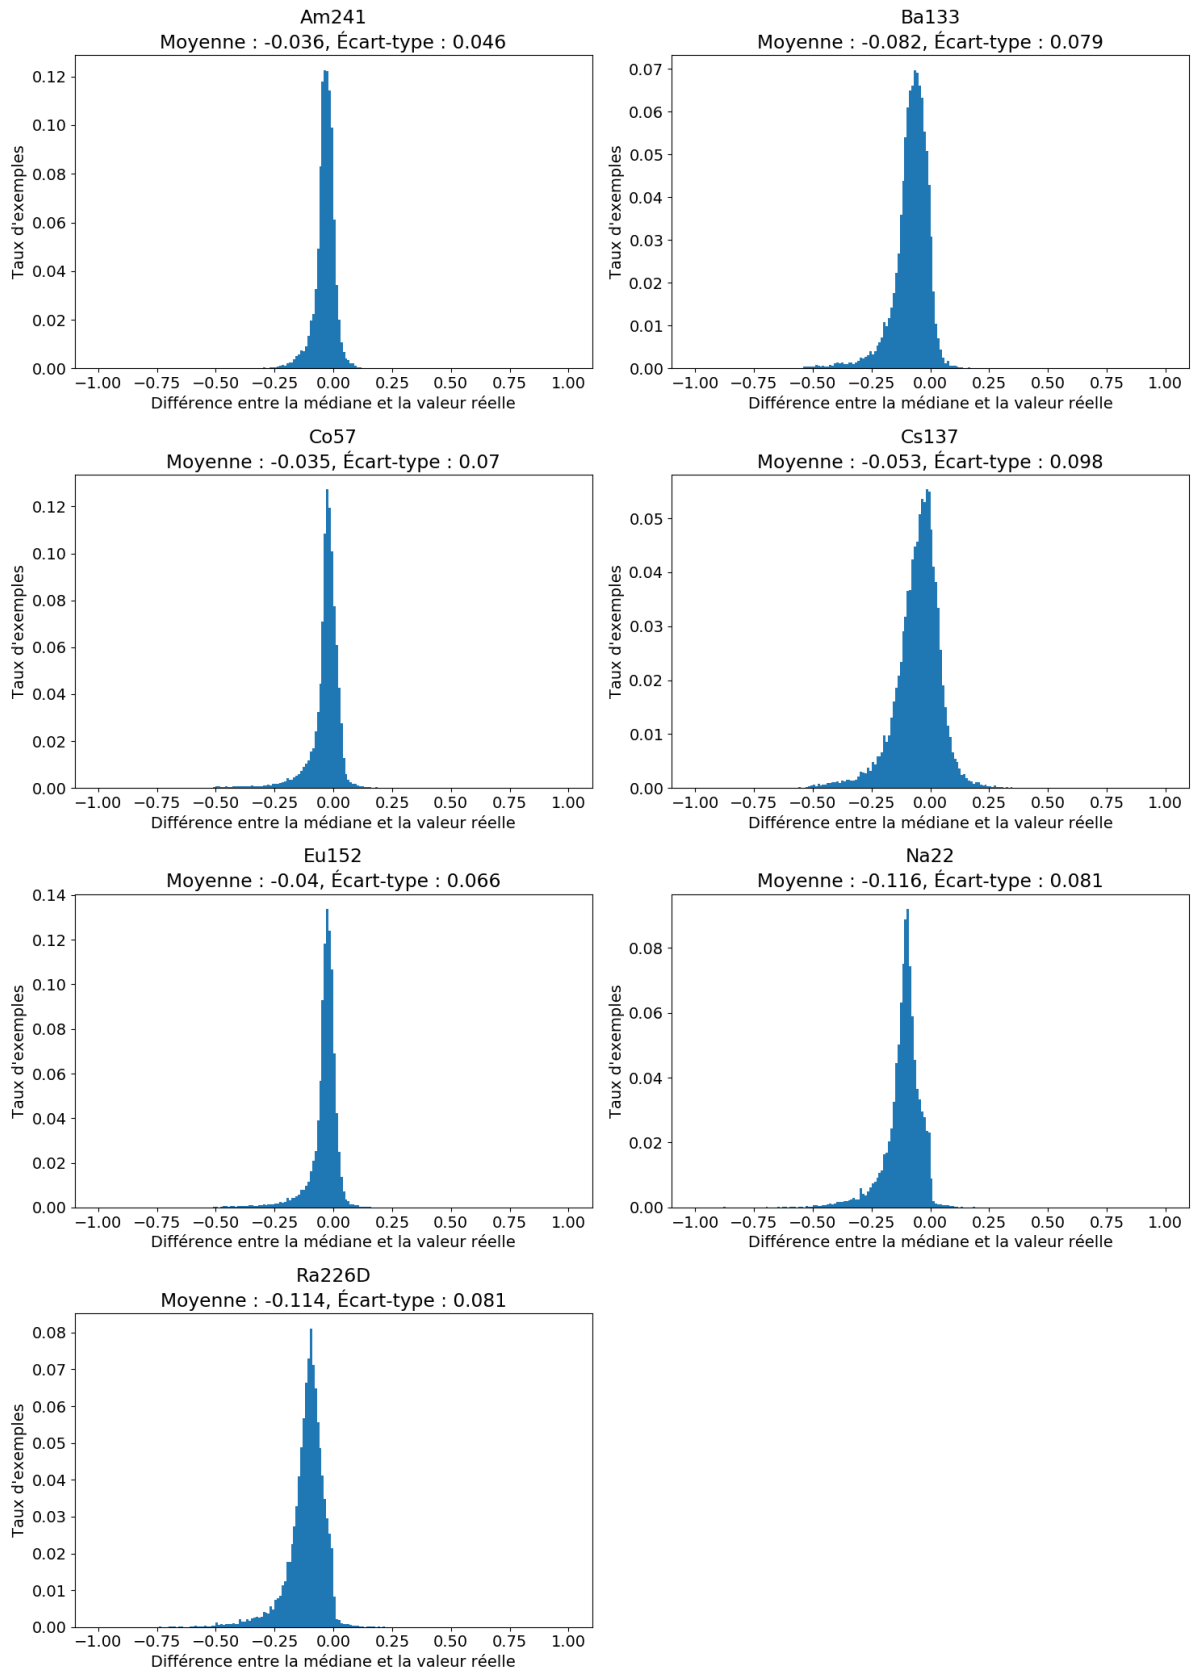 Am241
Moyenne : -0.036, Écart-type : 0.046
0.12
0.10
0.08
0.06
0.04
0.02
0.00
Taux d'exemples
−1.00 −0.75 −0.50 −0.25 0.00 0.25 0.50 0.75 1.00
Différence entre la médiane et la valeur réelle
Ba133
Moyenne : -0.082, Écart-type : 0.079
0.07
0.06
0.05
0.04
0.03
0.02
0.01
0.00
Taux d'exemples
−1.00 −0.75 −0.50 −0.25 0.00 0.25 0.50 0.75 1.00
Différence entre la médiane et la valeur réelle
Co57
Moyenne : -0.035, Écart-type : 0.07
0.12
0.10
0.08
0.06
0.04
0.02
0.00
Taux d'exemples
−1.00 −0.75 −0.50 −0.25 0.00 0.25 0.50 0.75 1.00
Différence entre la médiane et la valeur réelle
Cs137
Moyenne : -0.053, Écart-type : 0.098
0.05
0.04
0.03
0.02
0.01
0.00
Taux d'exemples
−1.00 −0.75 −0.50 −0.25 0.00 0.25 0.50 0.75 1.00
Différence entre la médiane et la valeur réelle
Eu152
Moyenne : -0.04, Écart-type : 0.066
0.14
0.12
0.10
0.08
0.06
0.04
0.02
0.00
Taux d'exemples
−1.00 −0.75 −0.50 −0.25 0.00 0.25 0.50 0.75 1.00
Différence entre la médiane et la valeur réelle
Na22
Moyenne : -0.116, Écart-type : 0.081
0.08
0.06
0.04
0.02
0.00
Taux d'exemples
−1.00 −0.75 −0.50 −0.25 0.00 0.25 0.50 0.75 1.00
Différence entre la médiane et la valeur réelle
Ra226D
Moyenne : -0.114, Écart-type : 0.081
0.08
0.07
0.06
0.05
0.04
0.03
0.02
0.01
0.00
Taux d'exemples
−1.00 −0.75 −0.50 −0.25 0.00 0.25 0.50 0.75 1.00
Différence entre la médiane et la valeur réelle